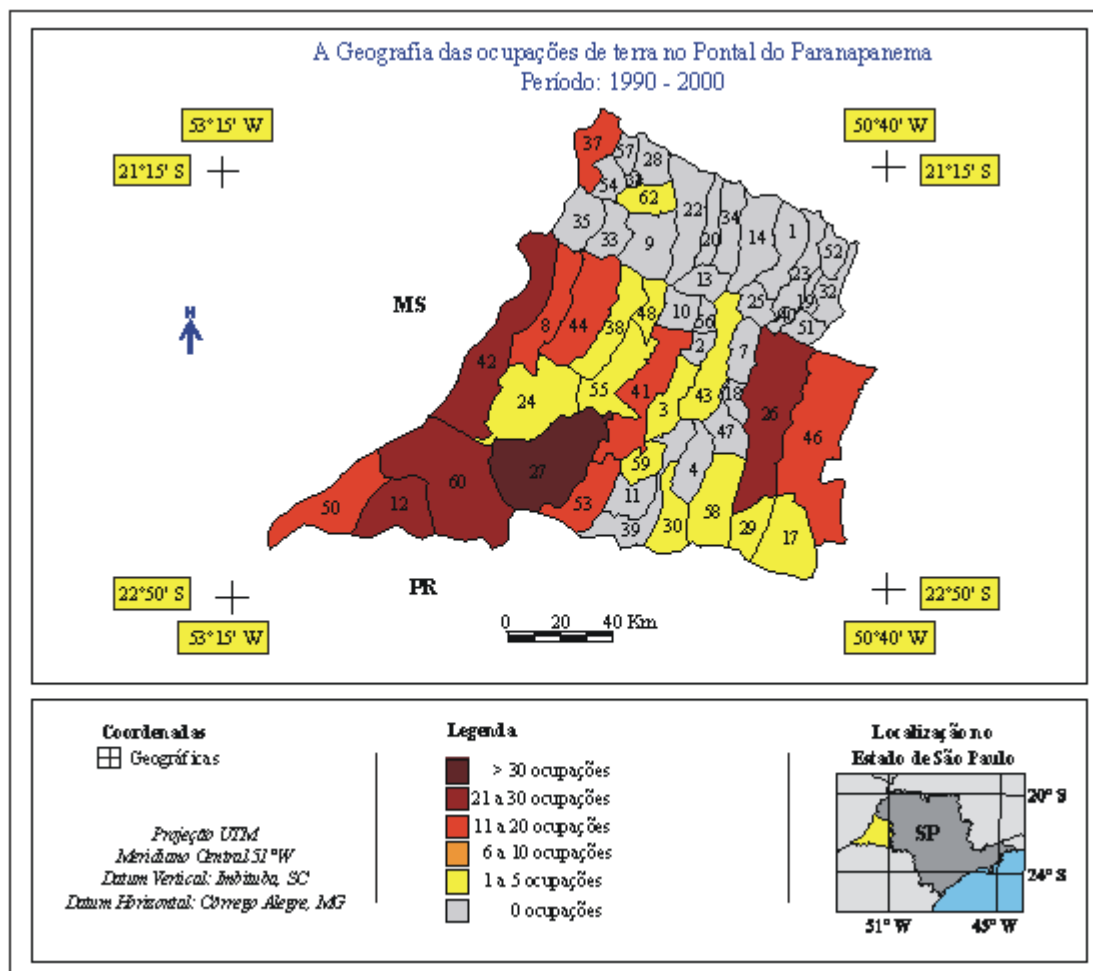 A Geografia das ocupações de terra no Pontal do Paranapanema
Período: 1990 - 2000
53°15' W
50°40' W
21°15' S
21°15' S
37
57
28
54
62
22
34
1
35
33
9
20
14
52
23
13
32
25
19
10
40
56
51
MS
8
44
38
48
2
7
42
55
41
43
18
24
3
26
46
47
59
4
27
60
11
53
50
12
58
30
39
29
17
N
PR
22°50' S
53°15' W
22°50' S
50°40' W
0 20 40 Km
Coordenadas
Geográficas
Projeção UTM
Meridiano Central 51°W
Datum Vertical: Imbituba, SC
Datum Horizontal: Córrego Alegre, MG
Legenda
> 30 ocupações
21 a 30 ocupações
11 a 20 ocupações
6 a 10 ocupações
1 a 5 ocupações
0 ocupações
Localização no
Estado de São Paulo
20° S
SP
24° S
51° W
45° W